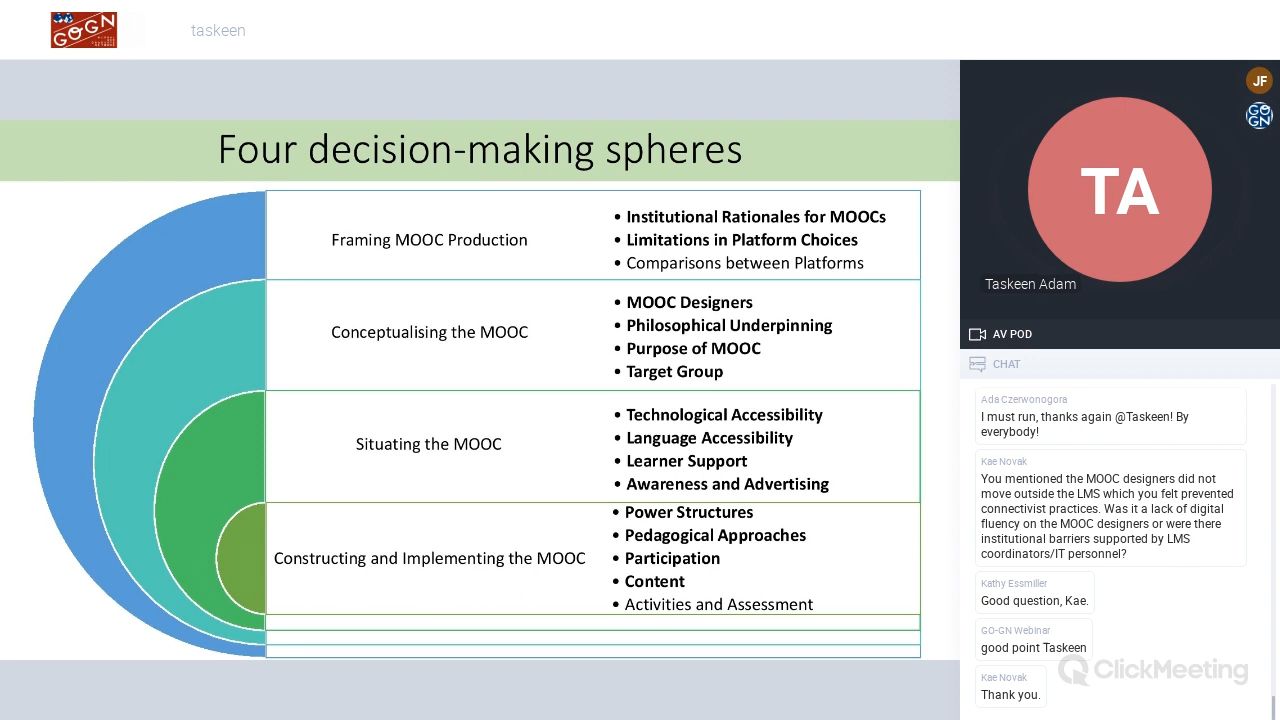 GOGN
taskeen
Four decision-making spheres
Framing MOOC Production
• Institutional Rationales for MOOCs
• Limitations in Platform Choices
• Comparisons between Platforms
Conceptualising the MOOC
• MOOC Designers
• Philosophical Underpinning
• Purpose of MOOC
• Target Group
Situating the MOOC
• Technological Accessibility
• Language Accessibility
• Learner Support
• Awareness and Advertising
Constructing and Implementing the MOOC
• Power Structures
• Pedagogical Approaches
• Participation
• Content
• Activities and Assessment
JF
GO
GN
TA
Taskeen Adam
AV POD
CHAT
Ada Czerwonogora
I must run, thanks again @Taskeen! By
everybody!
Kae Novak
You mentioned the MOOC designers did not
move outside the LMS which you felt prevented
connectivist practices. Was it a lack of digital
fluency on the MOOC designers or were there
institutional barriers supported by LMS
coordinators/IT personnel?
Kathy Essmiller
Good question, Kae.
GO-GN Webinar
good point Taskeen
Kae Novak
Thank you.
ClickMeeting